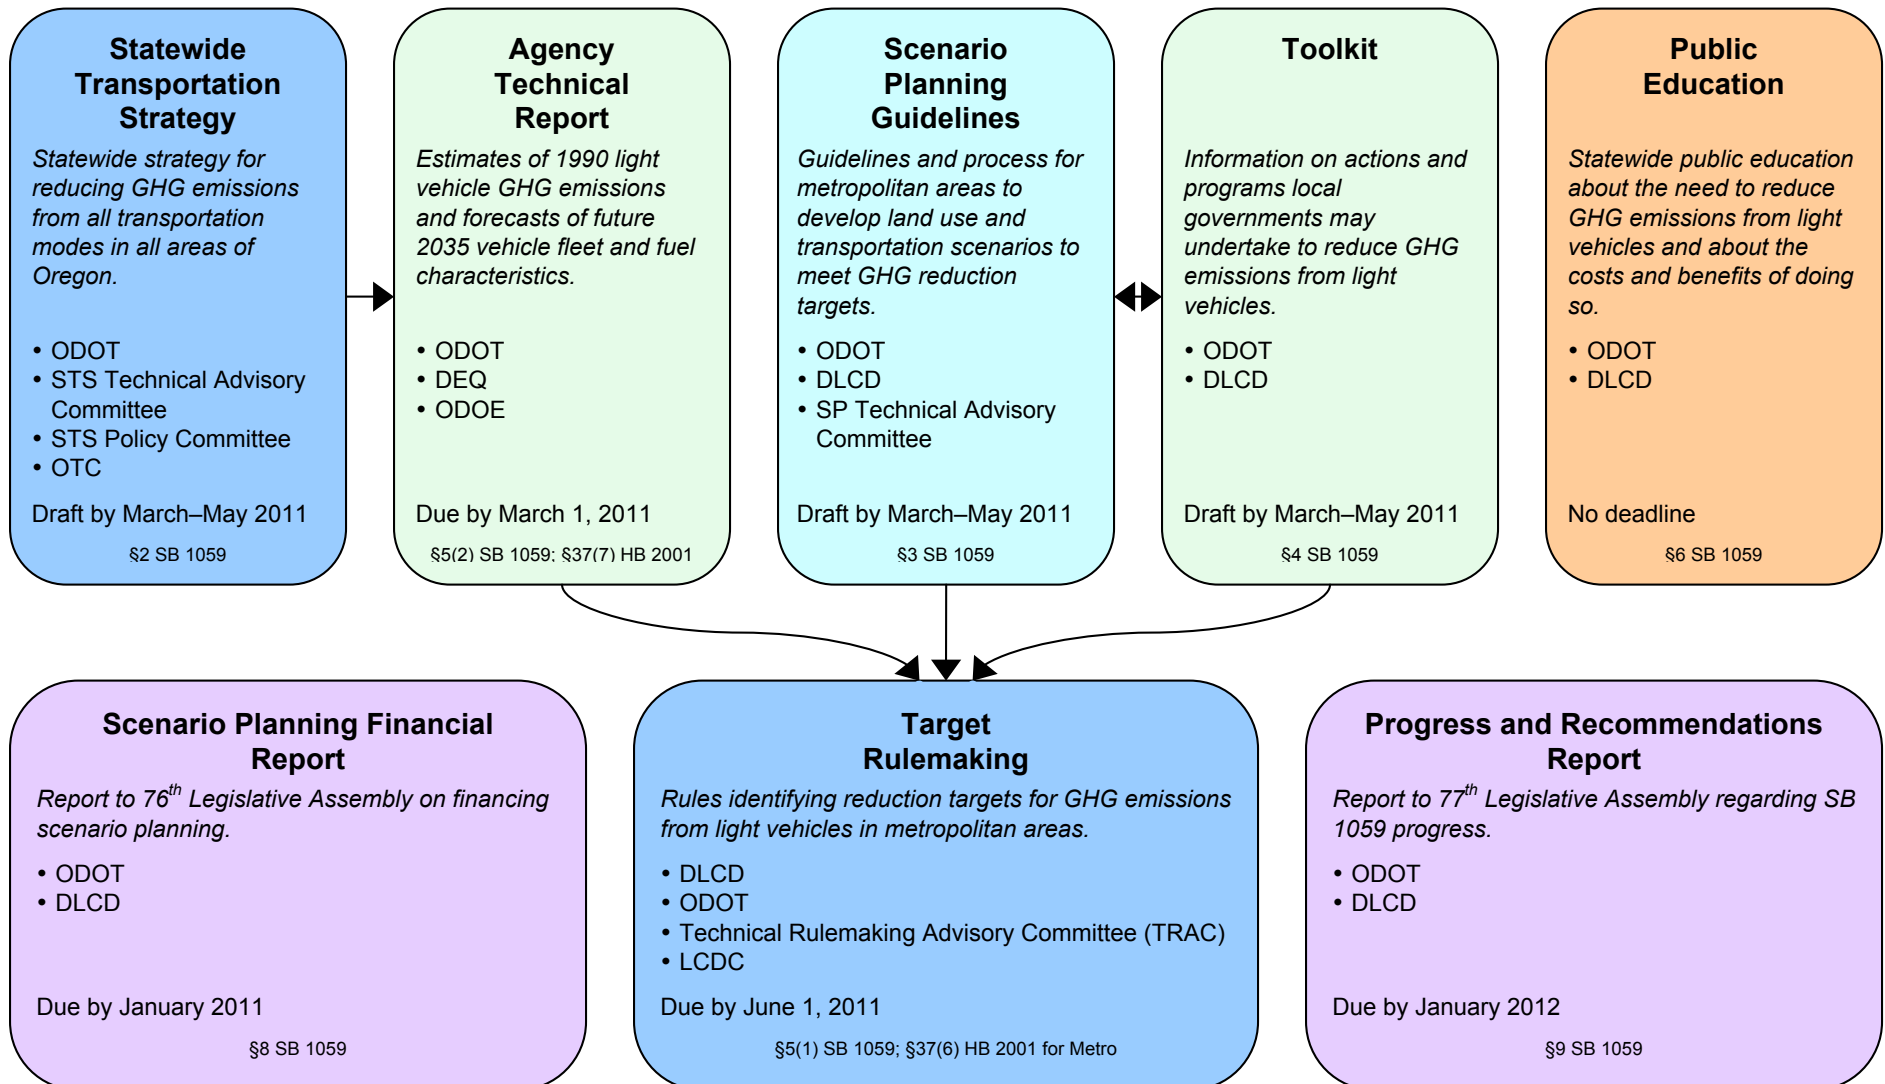 Statewide
Transportation
Strategy
Statewide strategy for
reducing GHG emissions
from all transportation
modes in all areas of
Oregon.
• ODOT
• STS Technical Advisory
Committee
• STS Policy Committee
• OTC
Draft by March–May 2011
§2 SB 1059
Agency
Technical
Report
Estimates of 1990 light
vehicle GHG emissions
and forecasts of future
2035 vehicle fleet and fuel
characteristics.
• ODOT
• DEQ
• ODOE
Due by March 1, 2011
§5(2) SB 1059; §37(7) HB 2001
Scenario
Planning
Guidelines
Guidelines and process for
metropolitan areas to
develop land use and
transportation scenarios to
meet GHG reduction
targets.
• ODOT
• DLCD
• SP Technical Advisory
Committee
Draft by March–May 2011
§3 SB 1059
Toolkit
Information on actions and
programs local
governments may
undertake to reduce GHG
emissions from light
vehicles.
• ODOT
• DLCD
Draft by March–May 2011
§4 SB 1059
Public
Education
Statewide public education
about the need to reduce
GHG emissions from light
vehicles and about the
costs and benefits of doing
so.
• ODOT
• DLCD
No deadline
§6 SB 1059
Scenario Planning Financial
Report
Report to 76th Legislative Assembly on financing
scenario planning.
• ODOT
• DLCD
Due by January 2011
§8 SB 1059
Target
Rulemaking
Rules identifying reduction targets for GHG emissions
from light vehicles in metropolitan areas.
• DLCD
• ODOT
• Technical Rulemaking Advisory Committee (TRAC)
• LCDC
Due by June 1, 2011
§5(1) SB 1059; §37(6) HB 2001 for Metro
Progress and Recommendations
Report
Report to 77th Legislative Assembly regarding SB
1059 progress.
• ODOT
• DLCD
Due by January 2012
§9 SB 1059